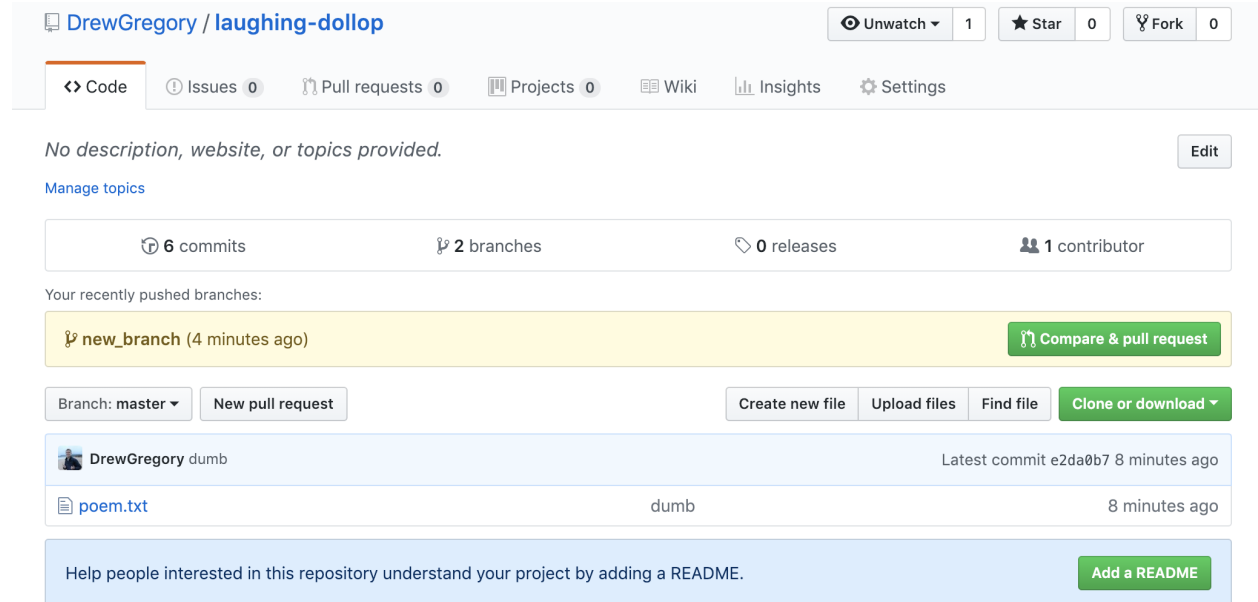 DrewGregory / laughing-dollop Unwatch 1 Star 0 Fork 0
Code Issues 0 Pull requests 0 Projects 0 Wiki Insights Settings
No description, website, or topics provided. Edit
Manage topics
6 commits 2 branches 0 releases 1 contributor
Your recently pushed branches:
new_branch (4 minutes ago) Compare & pull request
Branch: master New pull request Create new file Upload files Find file Clone or download
DrewGregory dumb Latest commit e2da0b7 8 minutes ago
poem.txt dumb 8 minutes ago
Help people interested in this repository understand your project by adding a README. Add a README